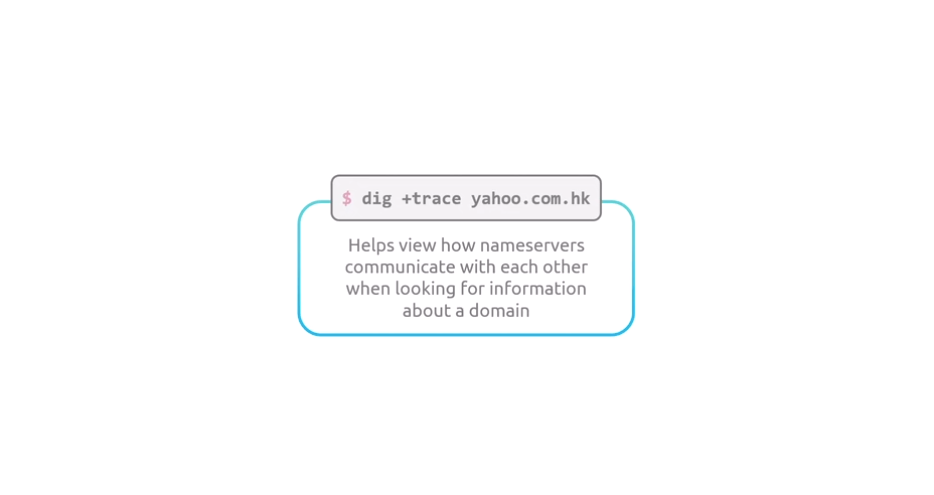 $ dig +trace yahoo.com.hk
Helps view how nameservers
communicate with each other
when looking for information
about a domain